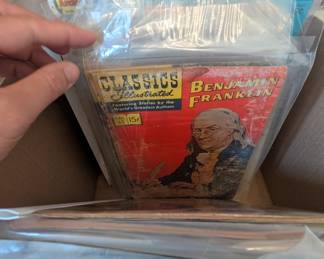 CLASSICS
Illustrated
Featuring Stories by the
World's Greatest Authors
15¢
BENJAMIN
FRANKLIN